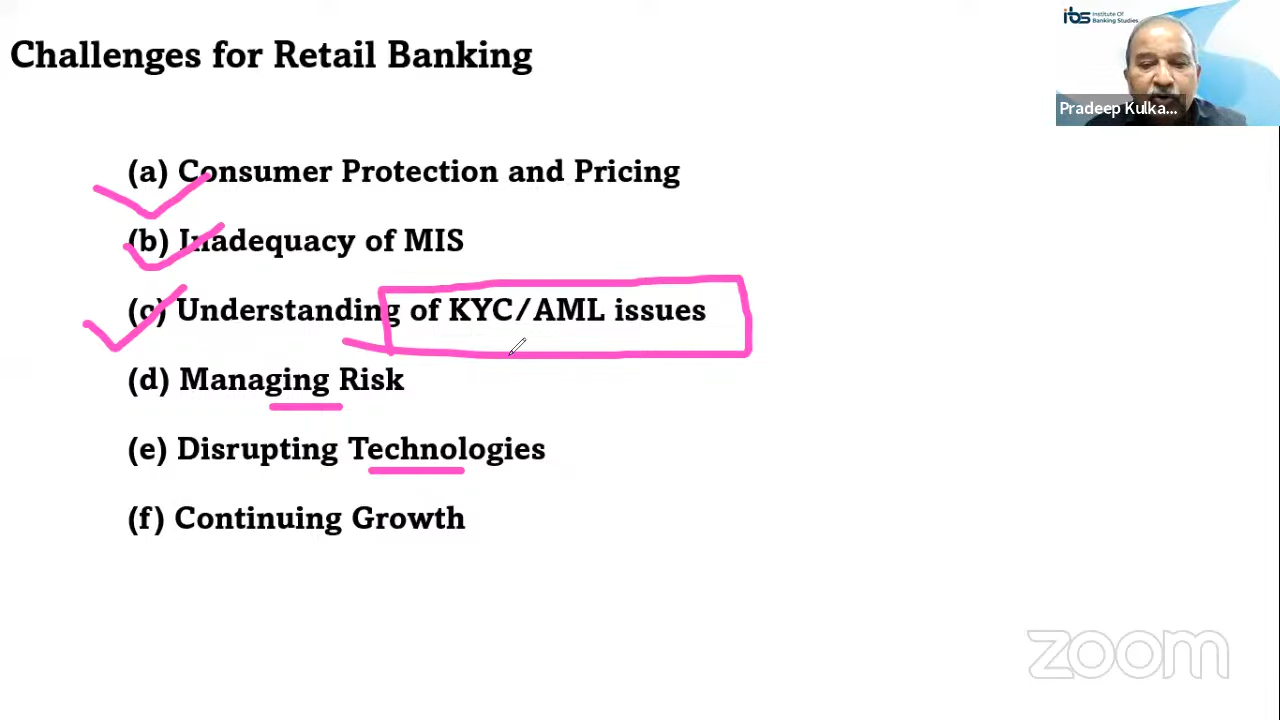 ibs Institute Of
Banking Studies
Challenges for Retail Banking
Pradeep Kulka...
(a) Consumer Protection and Pricing
(b) Inadequacy of MIS
(c) Understanding of KYC/AML issues
(d) Managing Risk
(e) Disrupting Technologies
(f) Continuing Growth
zoom